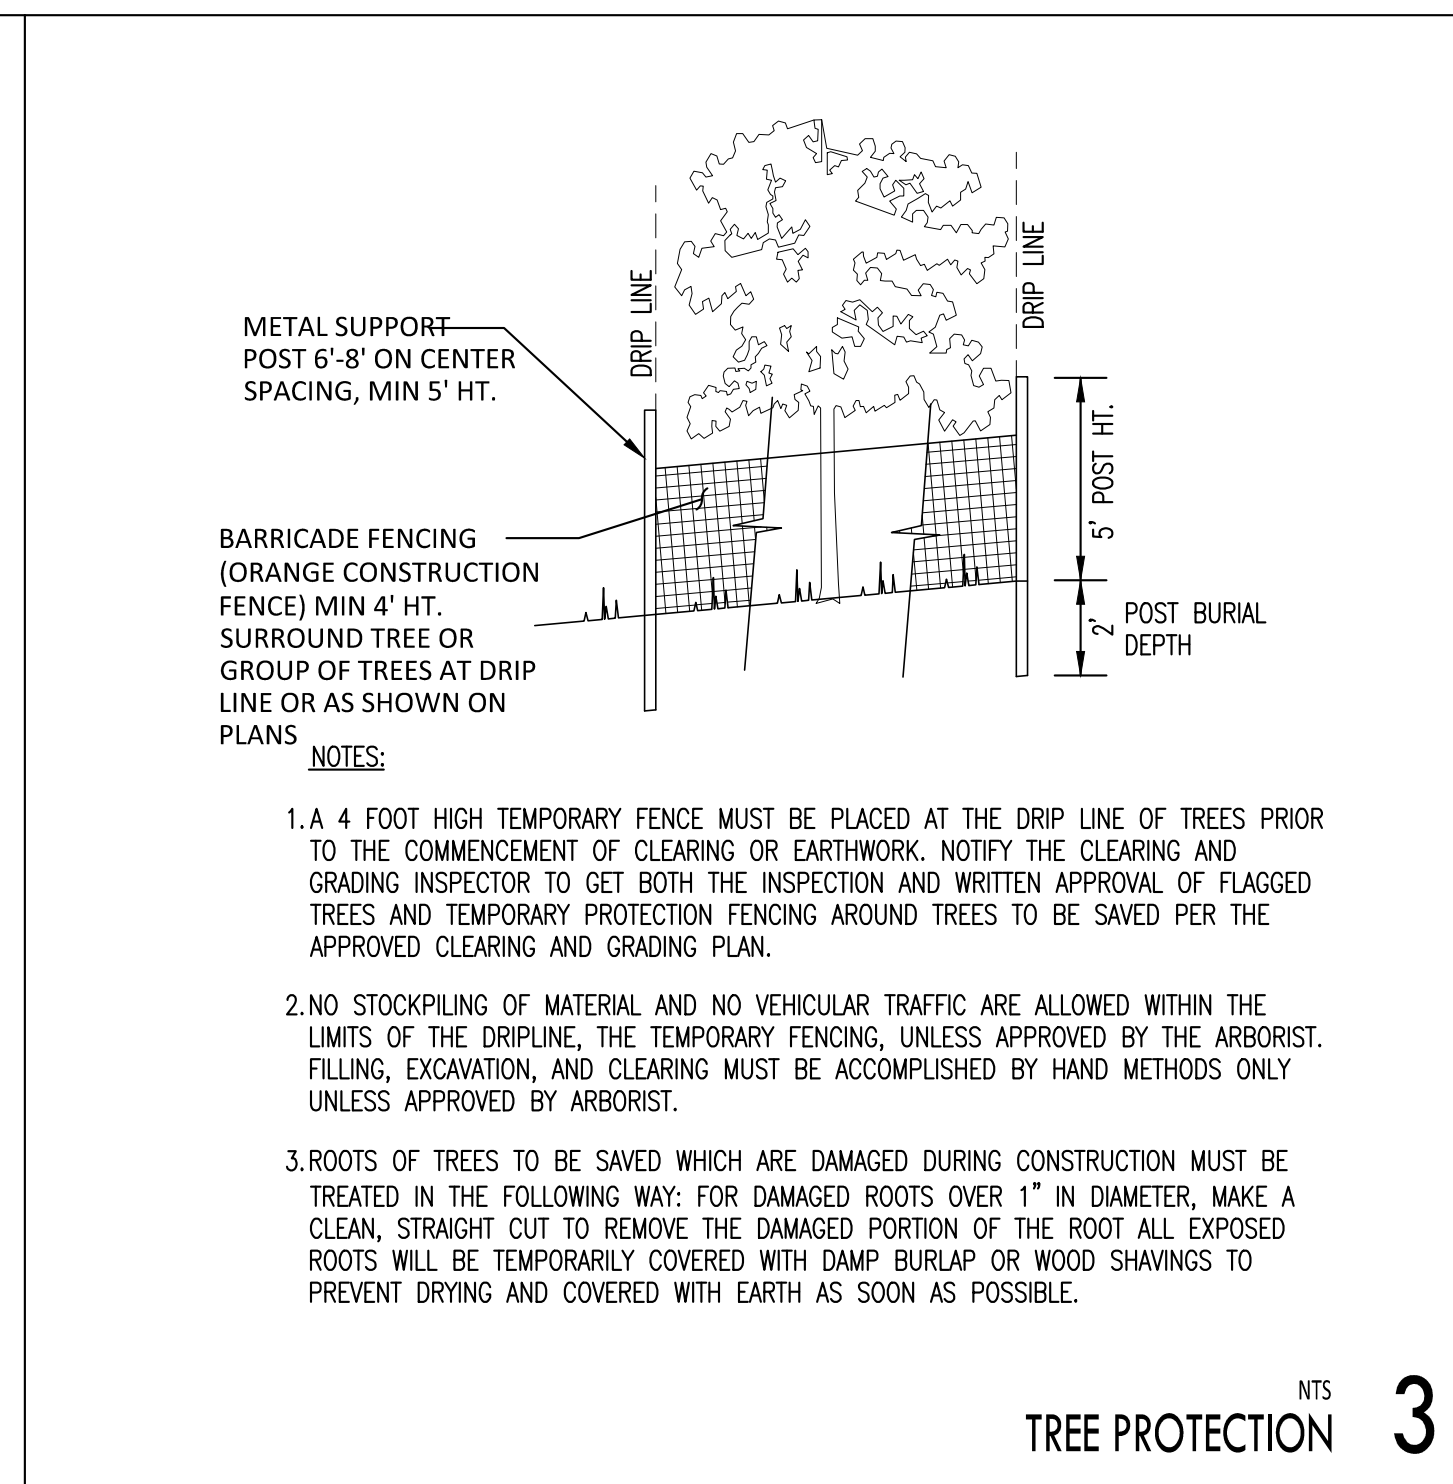 DRIP LINE
DRIP LINE
METAL SUPPORT
POST 6'-8' ON CENTER
SPACING, MIN 5' HT.
5' POST HT.
BARRICADE FENCING
(ORANGE CONSTRUCTION
FENCE) MIN 4' HT.
SURROUND TREE OR
GROUP OF TREES AT DRIP
LINE OR AS SHOWN ON
PLANS
2'
POST BURIAL
DEPTH
NOTES:
1. A 4 FOOT HIGH TEMPORARY FENCE MUST BE PLACED AT THE DRIP LINE OF TREES PRIOR
TO THE COMMENCEMENT OF CLEARING OR EARTHWORK. NOTIFY THE CLEARING AND
GRADING INSPECTOR TO GET BOTH THE INSPECTION AND WRITTEN APPROVAL OF FLAGGED
TREES AND TEMPORARY PROTECTION FENCING AROUND TREES TO BE SAVED PER THE
APPROVED CLEARING AND GRADING PLAN.
2. NO STOCKPILING OF MATERIAL AND NO VEHICULAR TRAFFIC ARE ALLOWED WITHIN THE
LIMITS OF THE DRIPLINE, THE TEMPORARY FENCING, UNLESS APPROVED BY THE ARBORIST.
FILLING, EXCAVATION, AND CLEARING MUST BE ACCOMPLISHED BY HAND METHODS ONLY
UNLESS APPROVED BY ARBORIST.
3. ROOTS OF TREES TO BE SAVED WHICH ARE DAMAGED DURING CONSTRUCTION MUST BE
TREATED IN THE FOLLOWING WAY: FOR DAMAGED ROOTS OVER 1" IN DIAMETER, MAKE A
CLEAN, STRAIGHT CUT TO REMOVE THE DAMAGED PORTION OF THE ROOT ALL EXPOSED
ROOTS WILL BE TEMPORARILY COVERED WITH DAMP BURLAP OR WOOD SHAVINGS TO
PREVENT DRYING AND COVERED WITH EARTH AS SOON AS POSSIBLE.
NTS
TREE PROTECTION 3